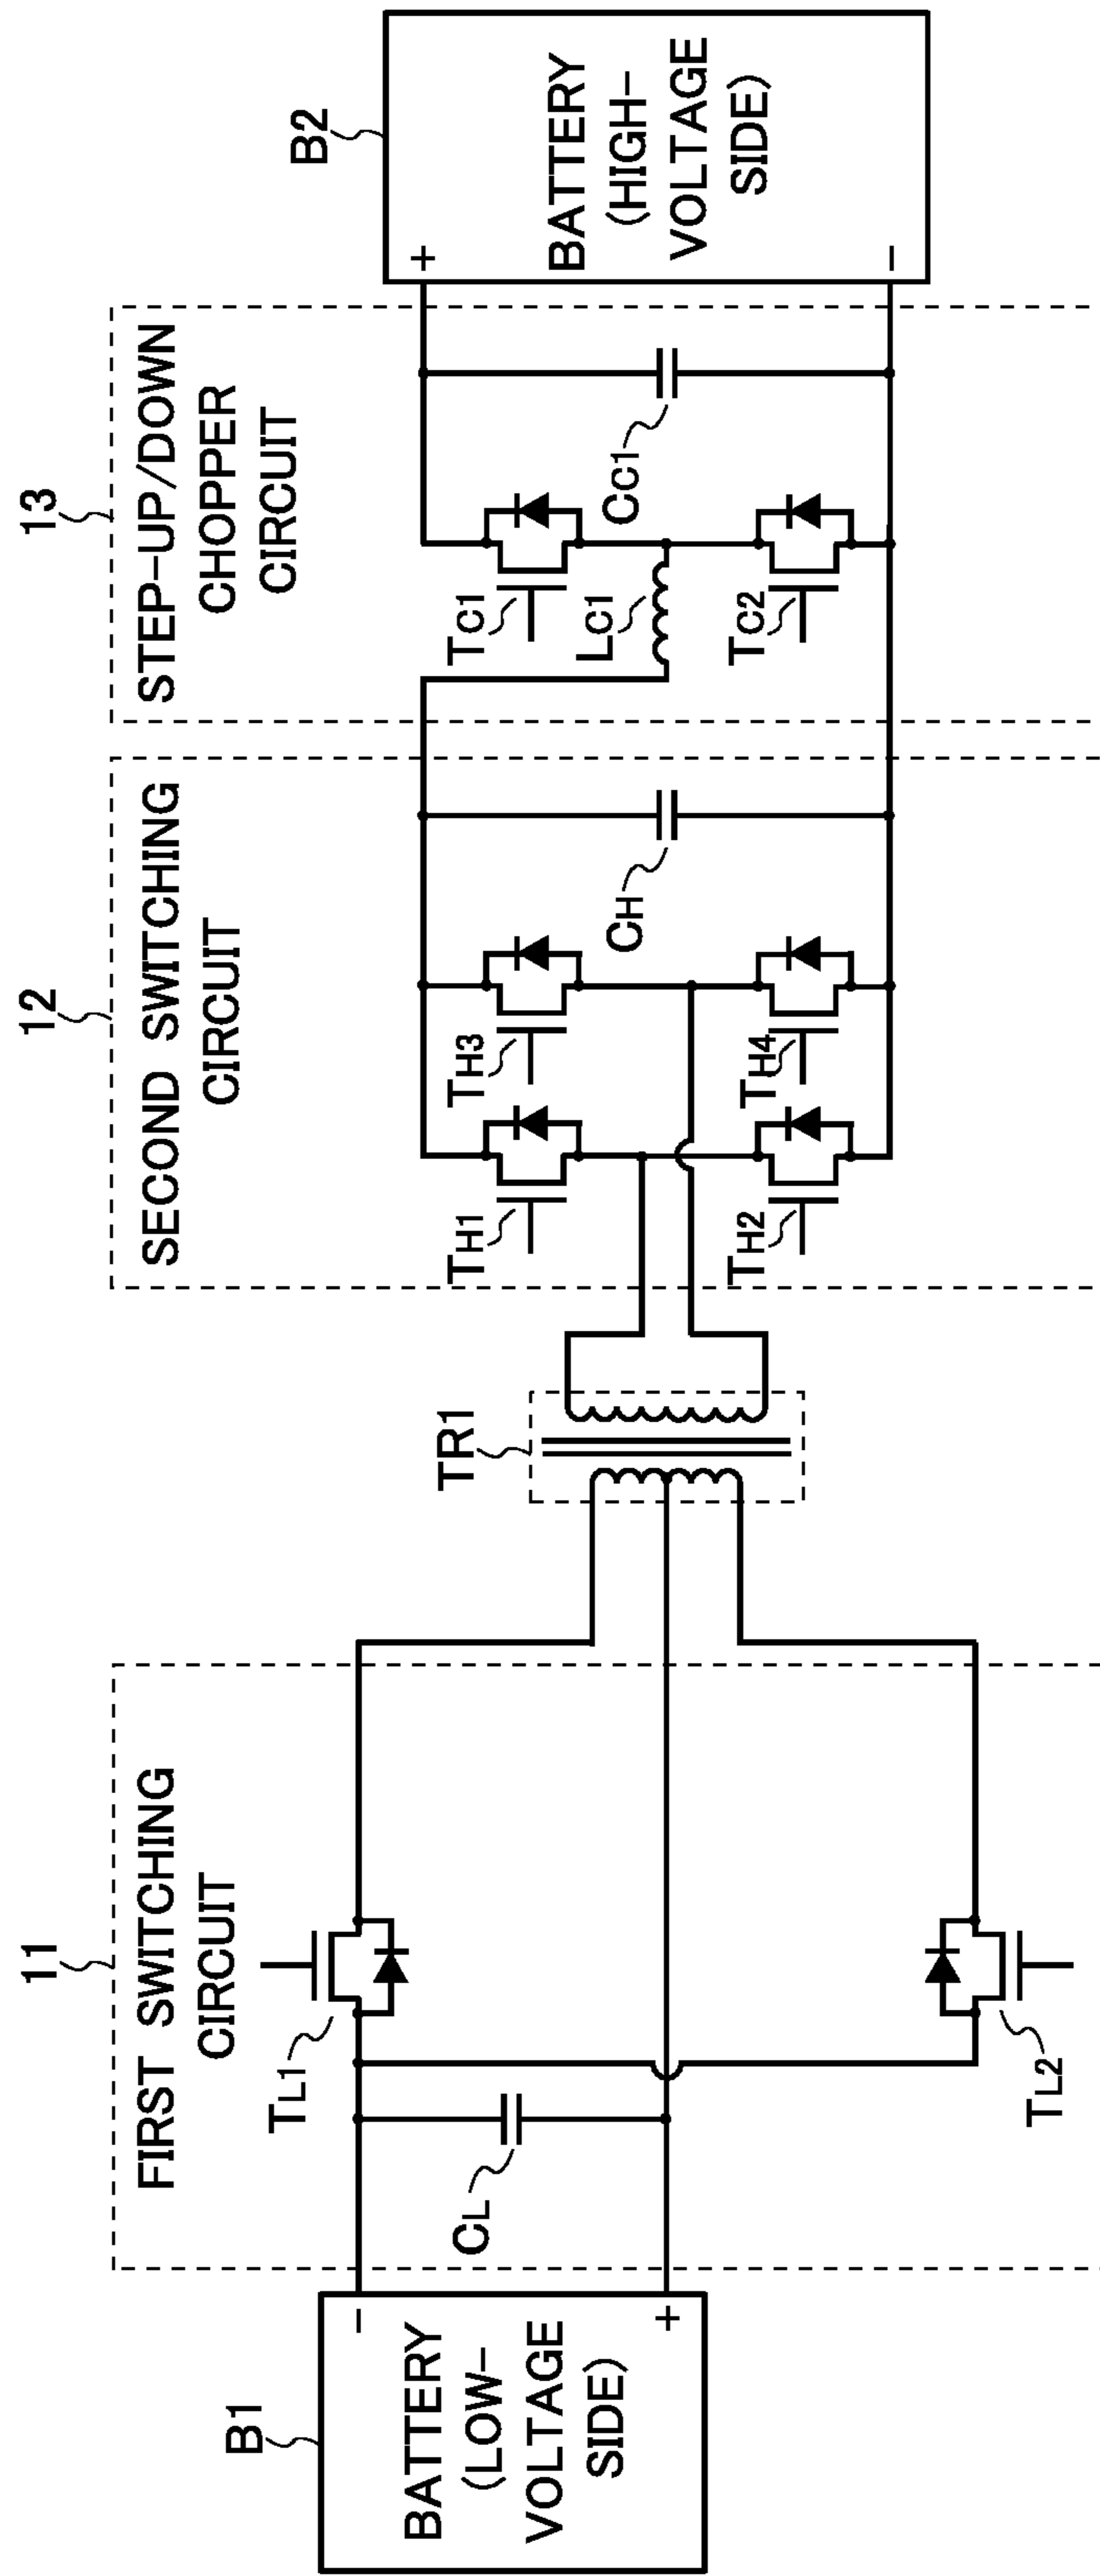 11
FIRST SWITCHING
CIRCUIT
12
SECOND SWITCHING
CIRCUIT
13
STEP-UP/DOWN
CHOPPER
CIRCUIT
B1
BATTERY
(LOW-
VOLTAGE
SIDE)
-
+
CL
TL1
TL2
TR1
TH1
TH2
TH3
TH4
CH
TC1
LC1
TC2
CC1
B2
BATTERY
(HIGH-
VOLTAGE
SIDE)
+
-